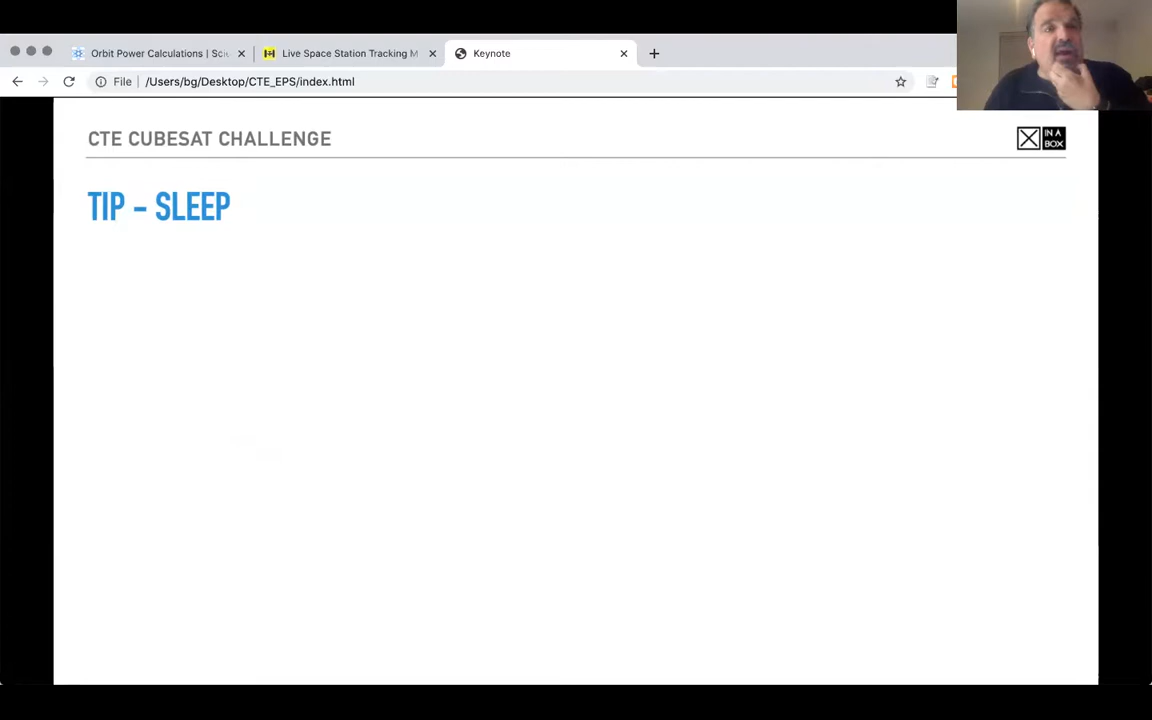 Orbit Power Calculations | Sci
Live Space Station Tracking M
Keynote
File
/Users/bg/Desktop/CTE_EPS/index.html
CTE CUBESAT CHALLENGE
IN A
BOX
TIP – SLEEP